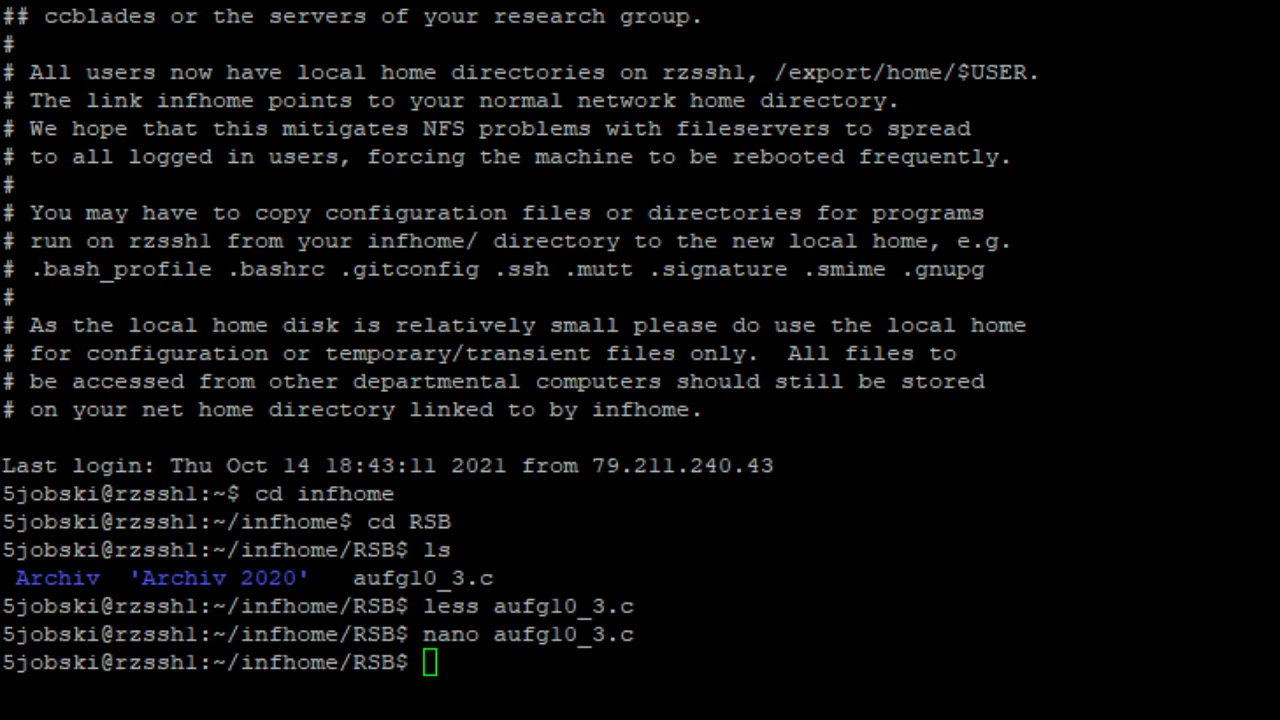 ## ccblades or the servers of your research group.
#
# All users now have local home directories on rzssh1, /export/home/$USER.
# The link infhome points to your normal network home directory.
# We hope that this mitigates NFS problems with fileservers to spread
# to all logged in users, forcing the machine to be rebooted frequently.
#
# You may have to copy configuration files or directories for programs
# run on rzssh1 from your infhome/ directory to the new local home, e.g.
# .bash_profile .bashrc .gitconfig .ssh .mutt .signature .smime .gnupg
#
# As the local home disk is relatively small please do use the local home
# for configuration or temporary/transient files only.  All files to
# be accessed from other departmental computers should still be stored
# on your net home directory linked to by infhome.
Last login: Thu Oct 14 18:43:11 2021 from 79.211.240.43
5jobski@rzssh1:~$ cd infhome
5jobski@rzssh1:~/infhome$ cd RSB
5jobski@rzssh1:~/infhome/RSB$ ls
Archiv  'Archiv 2020'   aufg10_3.c
5jobski@rzssh1:~/infhome/RSB$ less aufg10_3.c
5jobski@rzssh1:~/infhome/RSB$ nano aufg10_3.c
5jobski@rzssh1:~/infhome/RSB$